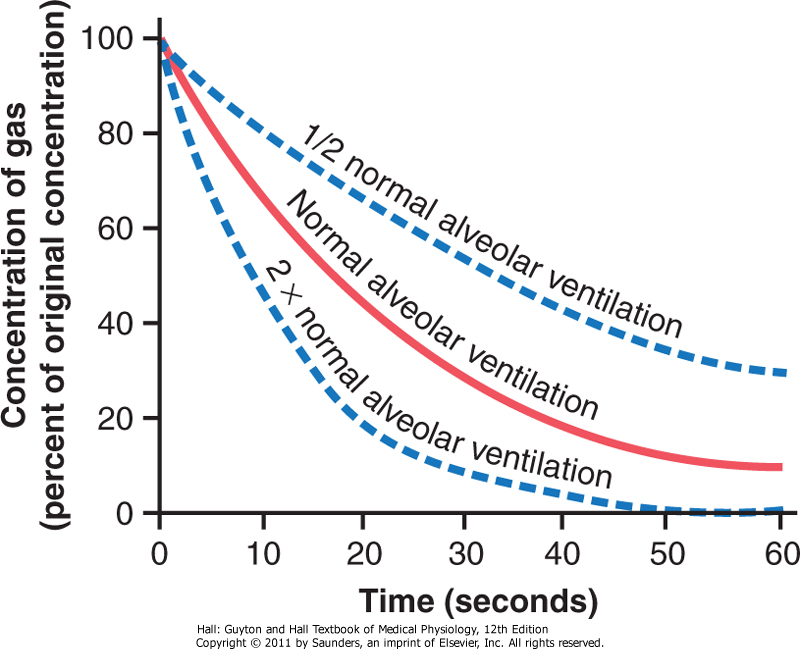 Concentration of gas
(percent of original concentration)
100
80
60
40
20
0
1/2 normal alveolar ventilation
Normal alveolar ventilation
2 × normal alveolar ventilation
0 10 20 30 40 50 60
Time (seconds)
Hall: Guyton and Hall Textbook of Medical Physiology, 12th Edition
Copyright © 2011 by Saunders, an imprint of Elsevier, Inc. All rights reserved.